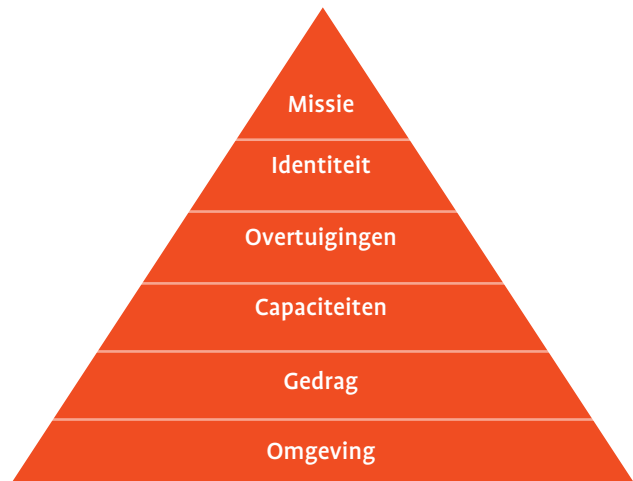 Missie
Identiteit
Overtuigingen
Capaciteiten
Gedrag
Omgeving